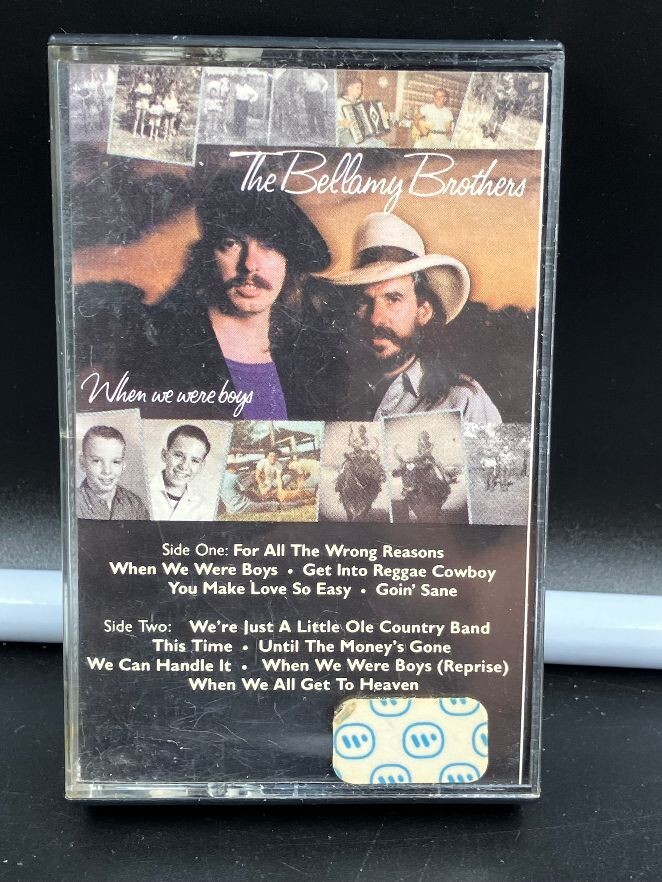 The Bellamy Brothers
When we were boys
Side One: For All The Wrong Reasons
When We Were Boys • Get Into Reggae Cowboy
You Make Love So Easy • Goin' Sane
Side Two: We're Just A Little Ole Country Band
This Time • Until The Money's Gone
We Can Handle It • When We Were Boys (Reprise)
When We All Get To Heaven